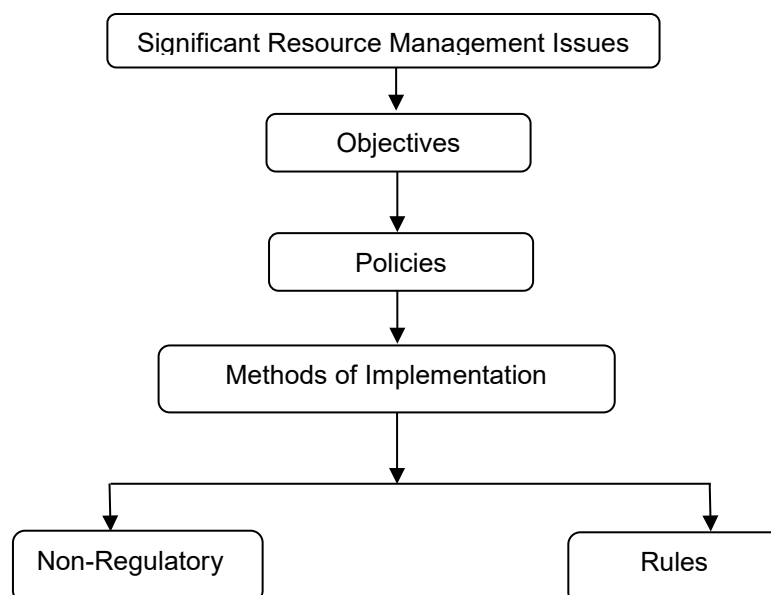 Significant Resource Management Issues
Objectives
Policies
Methods of Implementation
Non-Regulatory
Rules